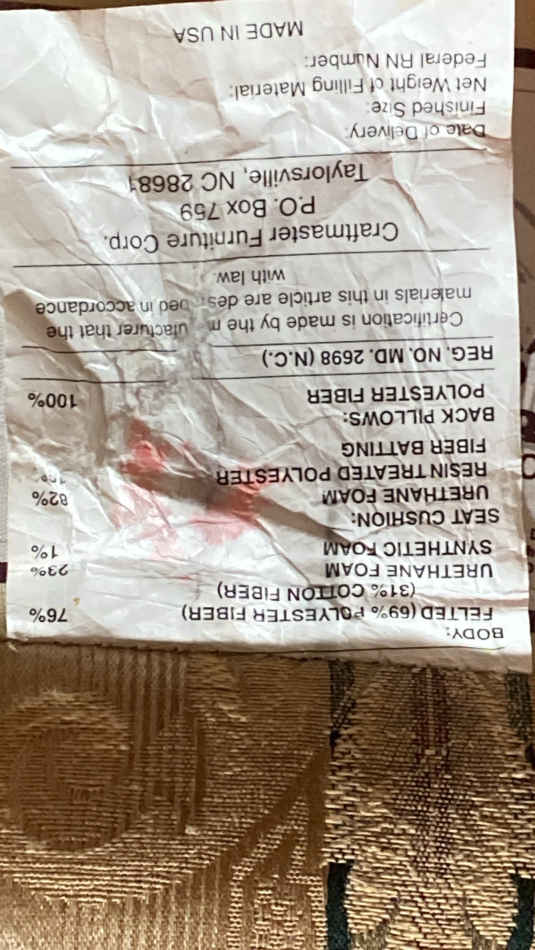 BODY:
FELTED (69% POLYESTER FIBER) 76%
(31% COTTON FIBER)
URETHANE FOAM 23%
SYNTHETIC FOAM 1%
SEAT CUSHION:
URETHANE FOAM 82%
RESIN TREATED POLYESTER
FIBER BATTING
BACK PILLOWS:
POLYESTER FIBER 100%
REG. NO. MD. 2698 (N.C.)
Certification is made by the m ufacturer that the
materials in this article are des bed in accordance
with law.
Craftmaster Furniture Corp.
P.O. Box 759
Taylorsville, NC 28681
Date of Delivery:
Finished Size:
Net Weight of Filling Material:
Federal RN Number:
MADE IN USA